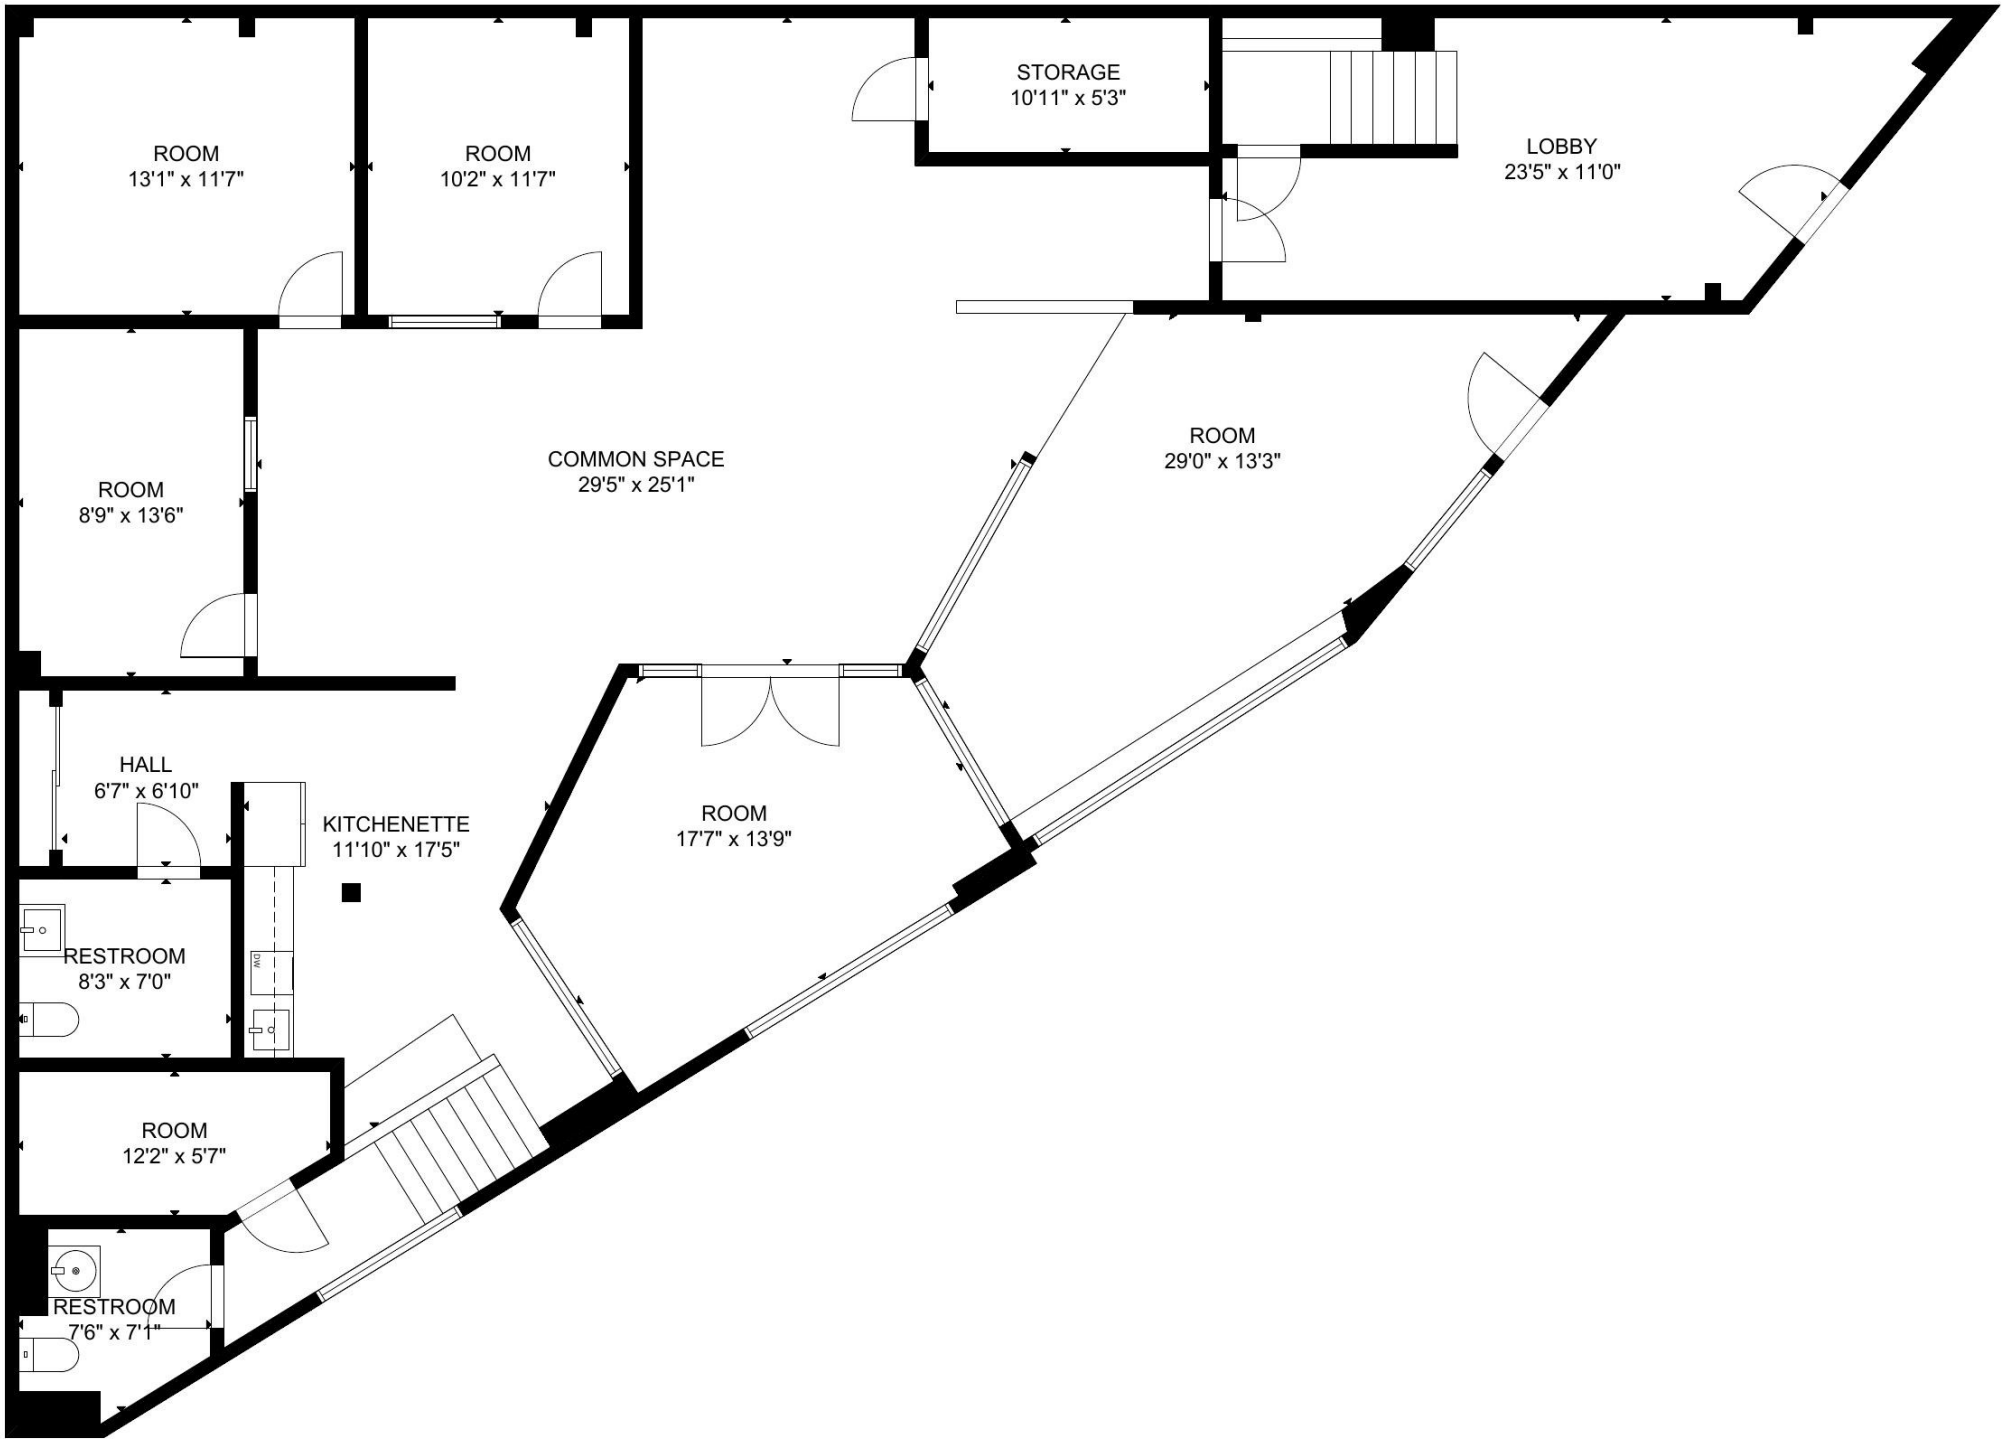 STORAGE
10'11" x 5'3"
ROOM
13'1" x 11'7"
ROOM
10'2" x 11'7"
LOBBY
23'5" x 11'0"
ROOM
29'0" x 13'3"
COMMON SPACE
29'5" x 25'1"
ROOM
8'9" x 13'6"
HALL
6'7" x 6'10"
KITCHENETTE
11'10" x 17'5"
ROOM
17'7" x 13'9"
RESTROOM
8'3" x 7'0"
DW
ROOM
12'2" x 5'7"
RESTROOM
7'6" x 7'1"